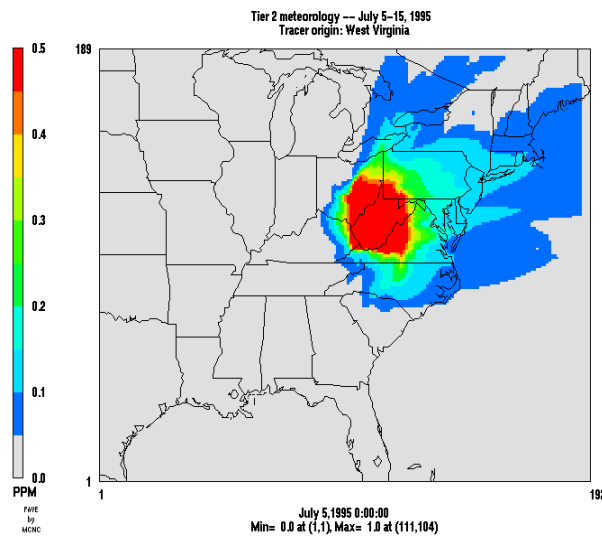 Tier 2 meteorology -- July 5-15, 1995
Tracer origin: West Virginia
0.5
189
0.4
0.3
0.2
0.1
0.0
1
PPM
1
192
PAVE
by
MCNC
July 5,1995 0:00:00
Min= 0.0 at (1,1), Max= 1.0 at (111,104)